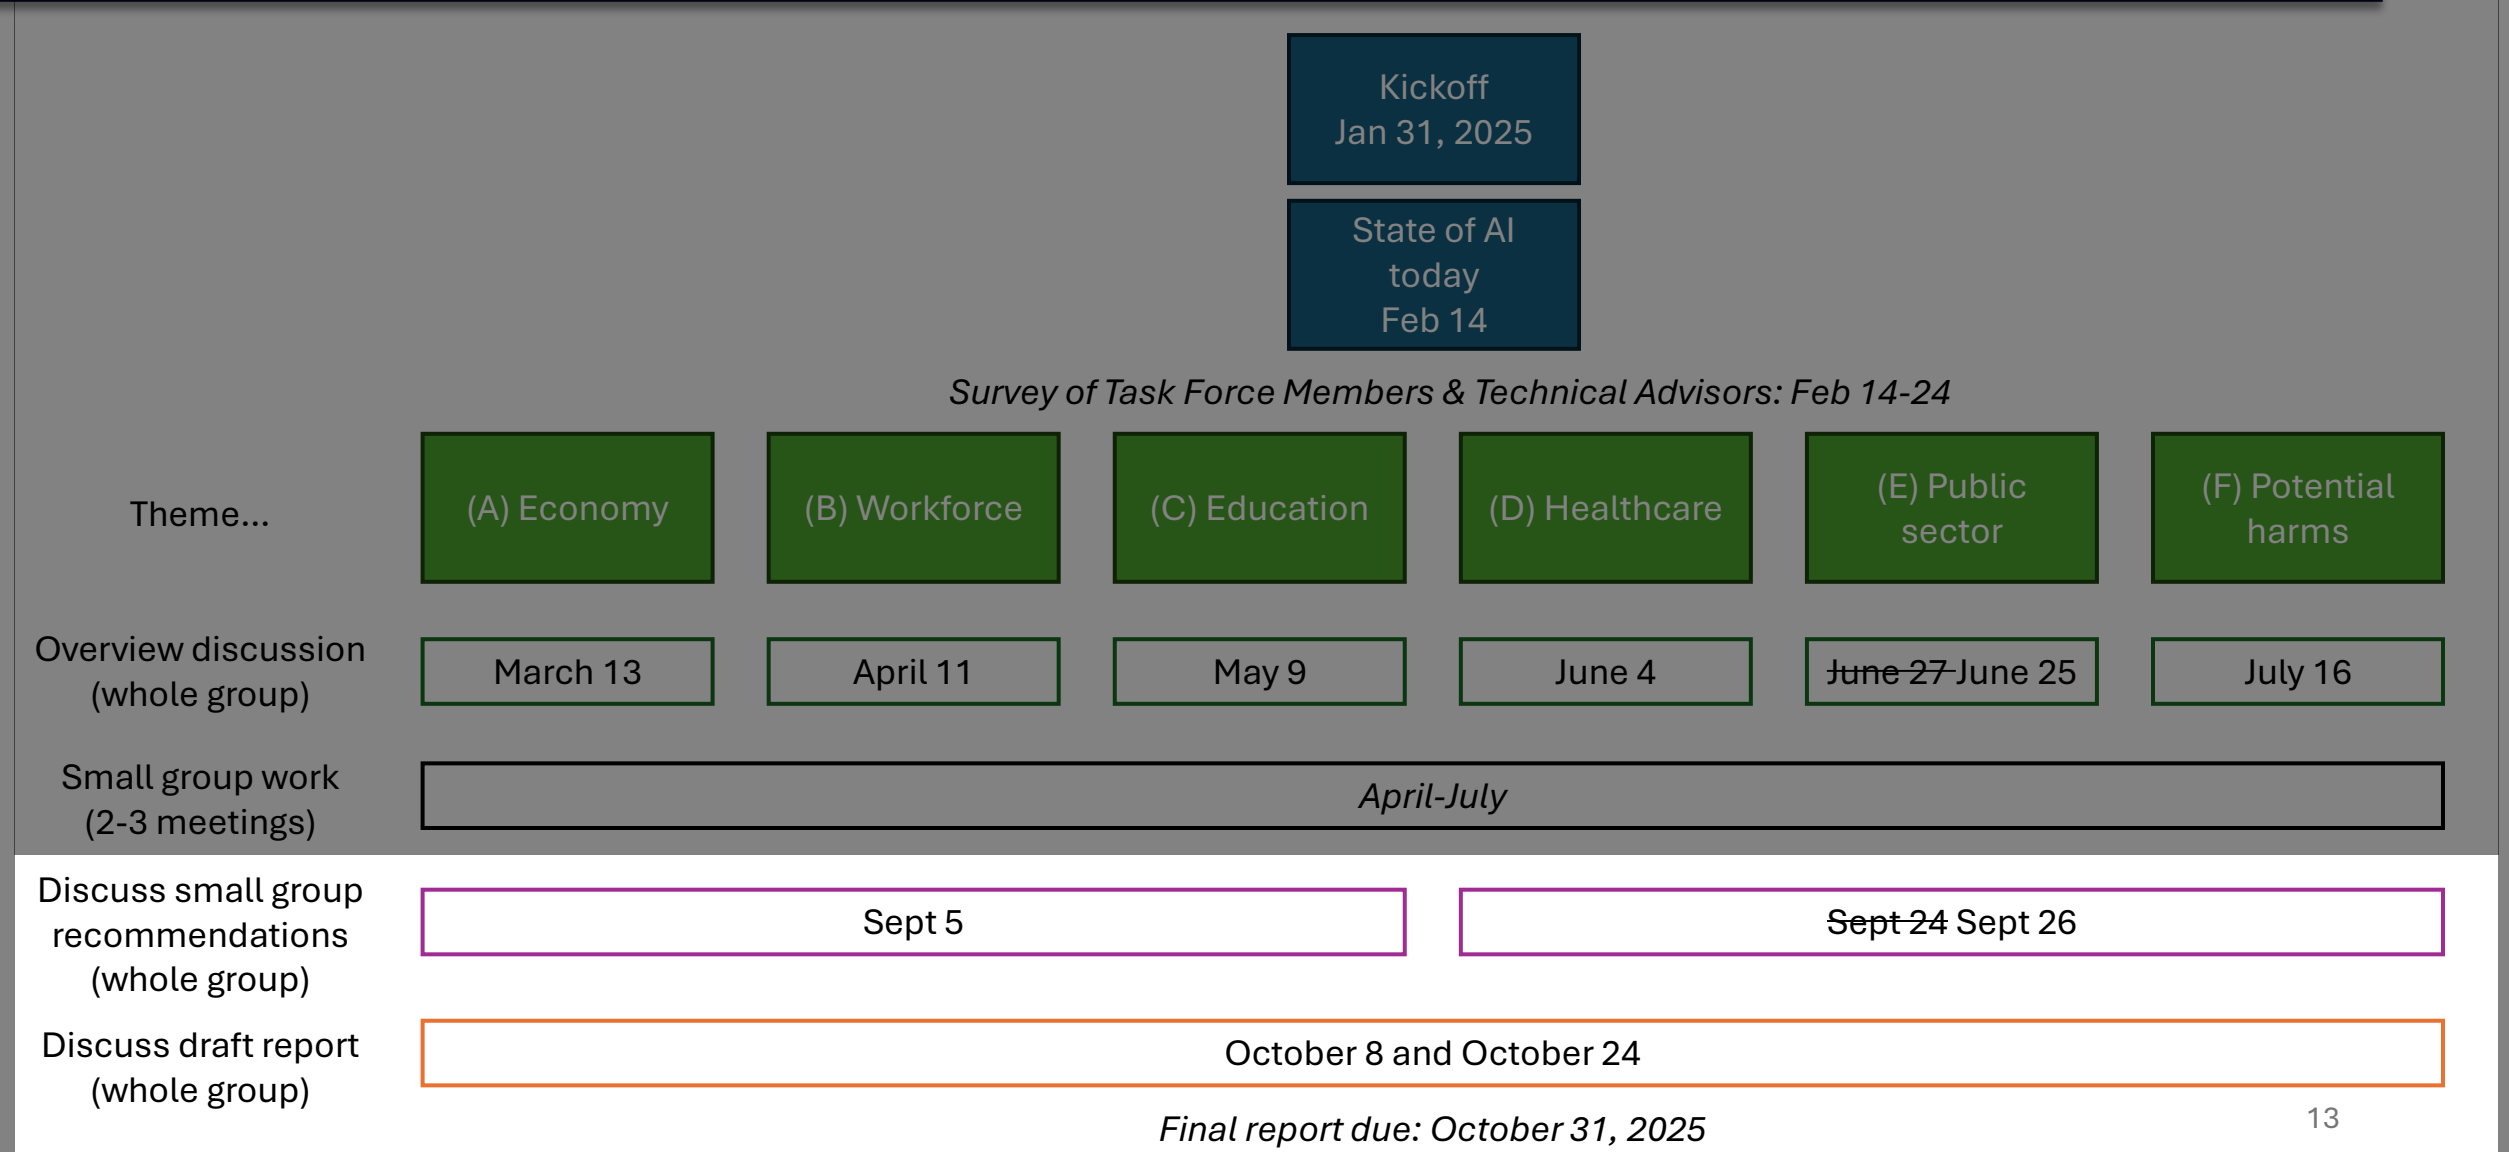 Kickoff
Jan 31, 2025
State of AI
today
Feb 14
Survey of Task Force Members & Technical Advisors: Feb 14-24
Theme...
(A) Economy
(B) Workforce
(C) Education
(D) Healthcare
(E) Public
sector
(F) Potential
harms
Overview discussion
(whole group)
March 13
April 11
May 9
June 4
June 27 June 25
July 16
Small group work
(2-3 meetings)
April-July
Discuss small group
recommendations
(whole group)
Sept 5
Sept 24 Sept 26
Discuss draft report
(whole group)
October 8 and October 24
Final report due: October 31, 2025
13